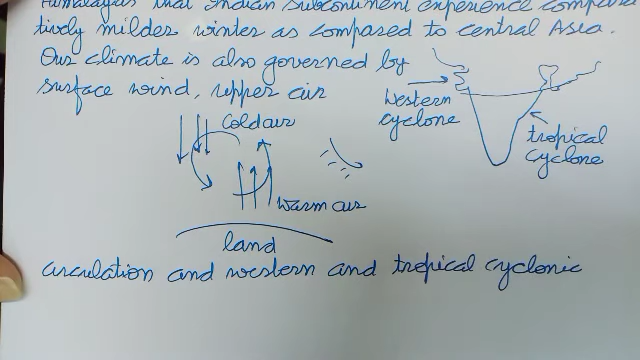 Himalayas that Indian subcontinent experience compara
tively milder winter as compared to central Asia.
Our climate is also governed by
surface wind, upper air
Western
cyclone
tropical
cyclone
Cold air
Warm air
land
circulation and western and tropical cyclonic